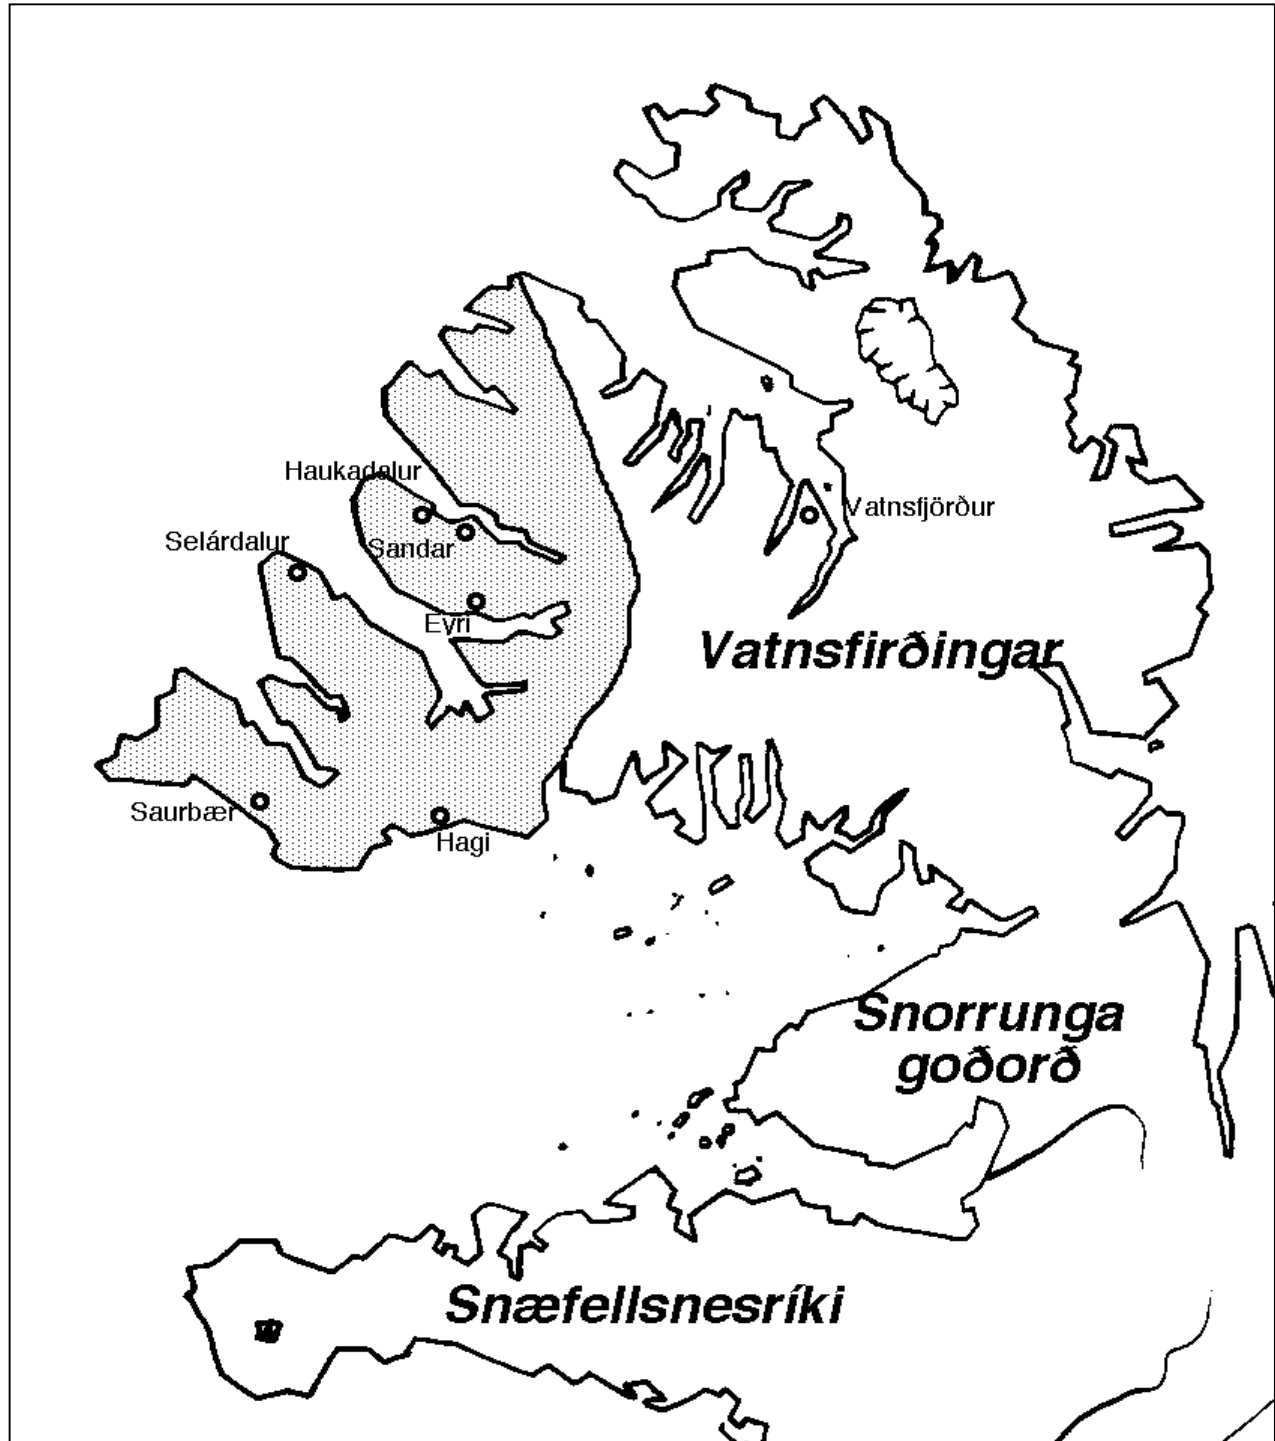 Haukadalur
Vatnsfjörður
Selárdalur
Sandar
Eyri
Vatnsfirðingar
Saurbær
Hagi
Snorrunga
goðorð
Snæfellsnesríki